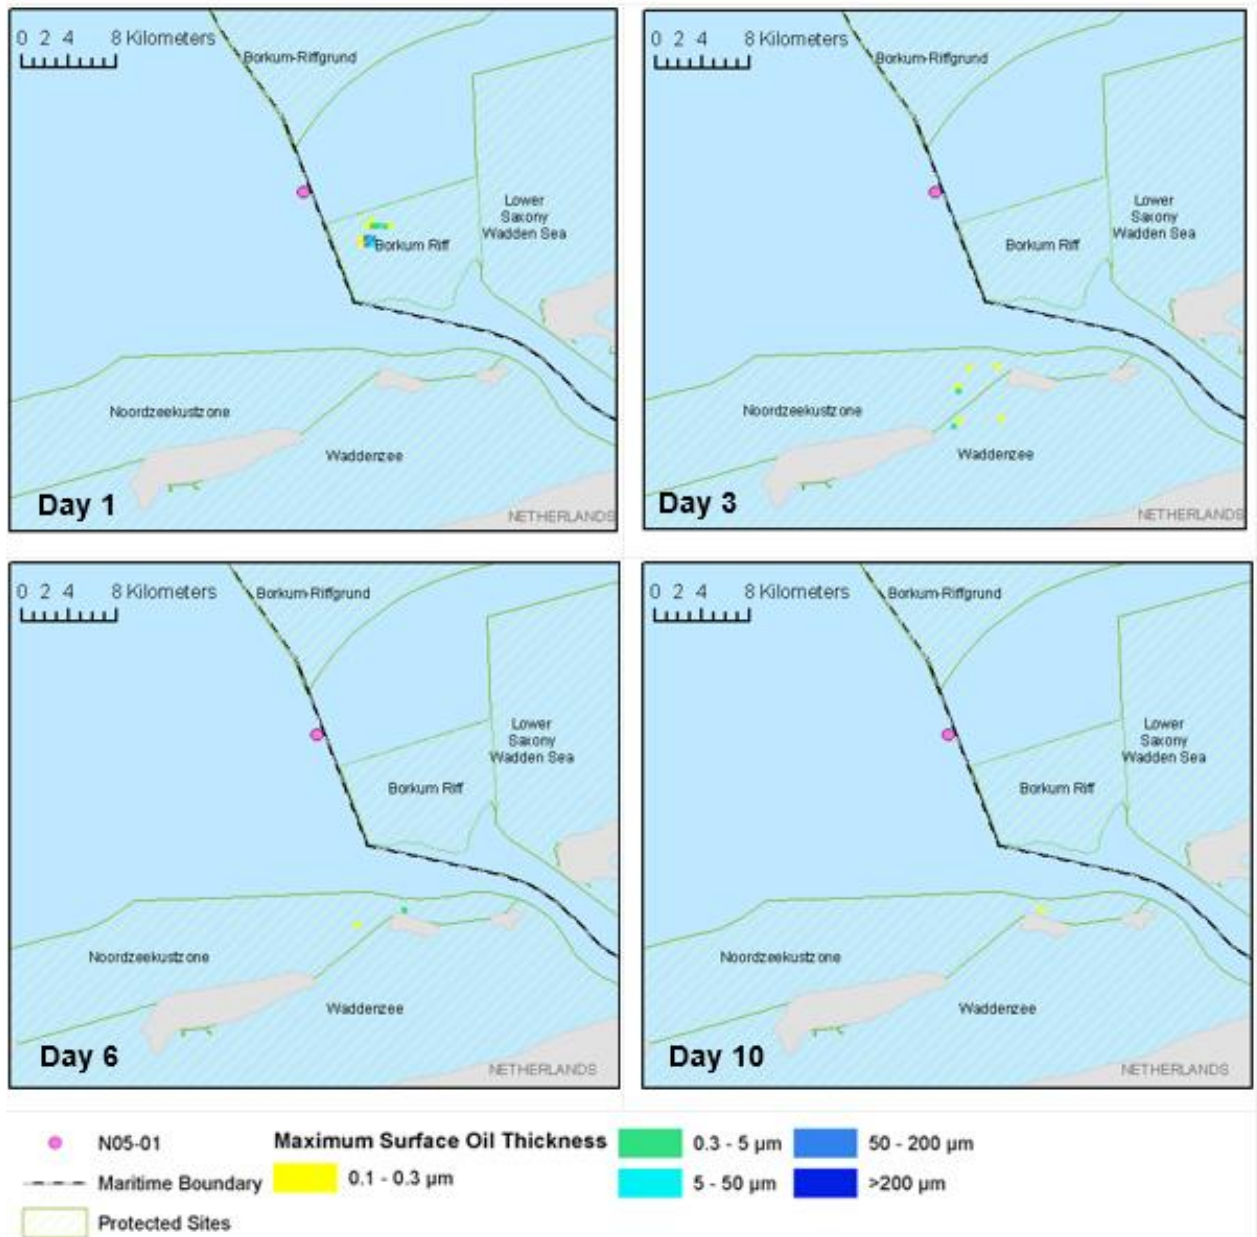 0 2 4 8 Kilometers
Borkum-Riffgrund
Lower
Saxony
Wadden Sea
Borkum Riff
Noordzeekustzone
Waddenzee
Day 1
NETHERLANDS
0 2 4 8 Kilometers
Borkum-Riffgrund
Lower
Saxony
Wadden Sea
Borkum Riff
Noordzeekustzone
Waddenzee
Day 3
NETHERLANDS
0 2 4 8 Kilometers
Borkum-Riffgrund
Lower
Saxony
Wadden Sea
Borkum Riff
Noordzeekustzone
Waddenzee
Day 6
NETHERLANDS
0 2 4 8 Kilometers
Borkum-Riffgrund
Lower
Saxony
Wadden Sea
Borkum Riff
Noordzeekustzone
Waddenzee
Day 10
NETHERLANDS
N05-01
Maritime Boundary
Protected Sites
Maximum Surface Oil Thickness
0.1 - 0.3 µm
0.3 - 5 µm
5 - 50 µm
50 - 200 µm
>200 µm